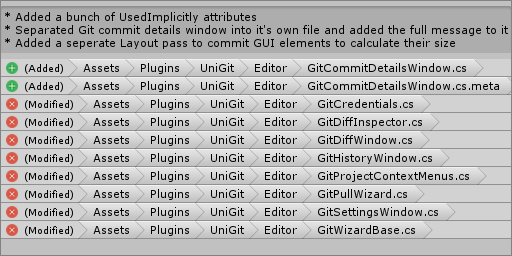 * Added a bunch of UsedImplicitly attributes
* Separated Git commit details window into it's own file and added the full message to it
* Added a seperate Layout pass to commit GUI elements to calculate their size
(Added) Assets Plugins UniGit Editor GitCommitDetailsWindow.cs
(Added) Assets Plugins UniGit Editor GitCommitDetailsWindow.cs.meta
(Modified) Assets Plugins UniGit Editor GitCredentials.cs
(Modified) Assets Plugins UniGit Editor GitDiffInspector.cs
(Modified) Assets Plugins UniGit Editor GitDiffWindow.cs
(Modified) Assets Plugins UniGit Editor GitHistoryWindow.cs
(Modified) Assets Plugins UniGit Editor GitProjectContextMenus.cs
(Modified) Assets Plugins UniGit Editor GitPullWizard.cs
(Modified) Assets Plugins UniGit Editor GitSettingsWindow.cs
(Modified) Assets Plugins UniGit Editor GitWizardBase.cs